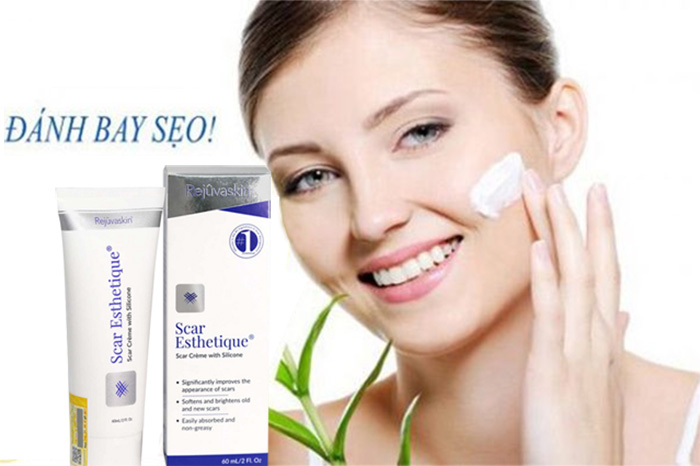 ĐÁNH BAY SẸO!
Rejûvaskin®
Scar Esthetique®
Scar Crème with Silicone
Rejûvaskin®
#1
Scar
Esthetique®
Scar Crème with Silicone
• Significantly improves the
appearance of scars
• Softens and brightens old
and new scars
• Easily absorbed and
non-greasy
60 mL/2 Fl. Oz